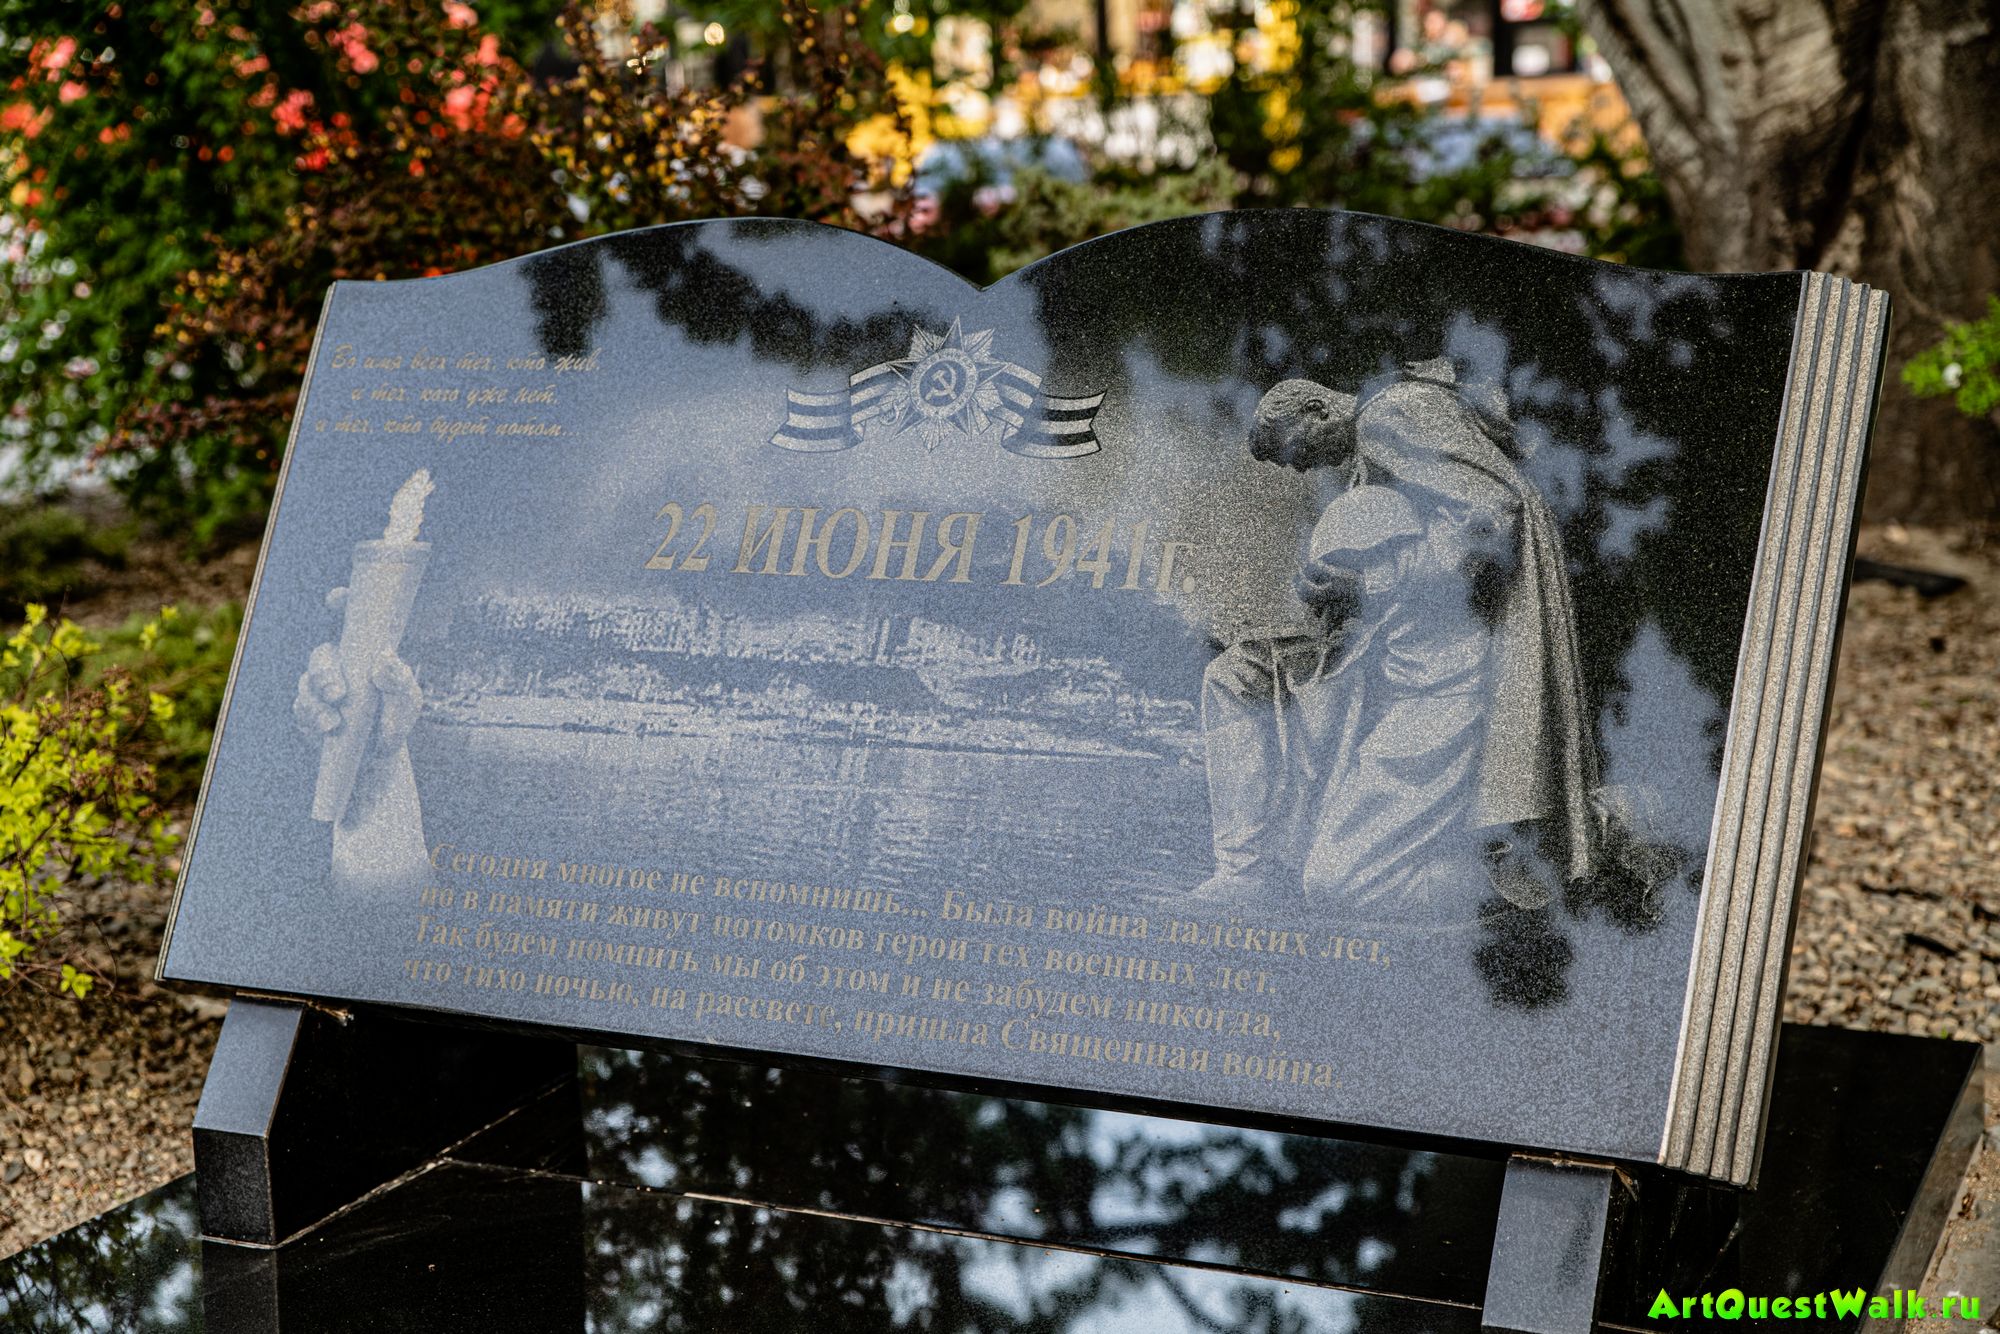 Во имя всех тех, кто жив,
и тех, кого уже нет,
и тех, кто будет потом...
22 ИЮНЯ 1941г.
Сегодня многое не вспомнишь... Была война далёких лет,
но в памяти живут потомков герои тех военных лет.
Так будем помнить мы об этом и не забудем никогда,
что тихо ночью, на рассвете, пришла Священная война.
ArtQuestWalk.ru